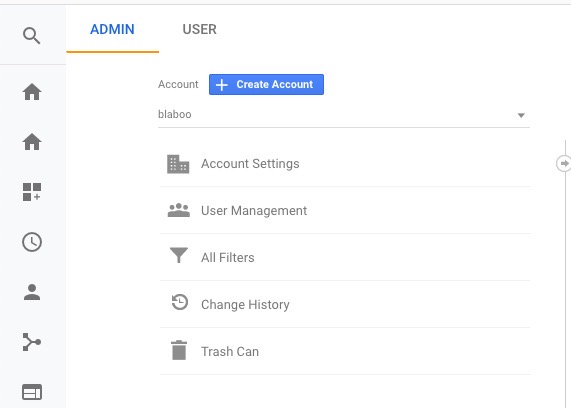 ADMIN USER
Account Create Account
blaboo
Account Settings
User Management
All Filters
Change History
Trash Can